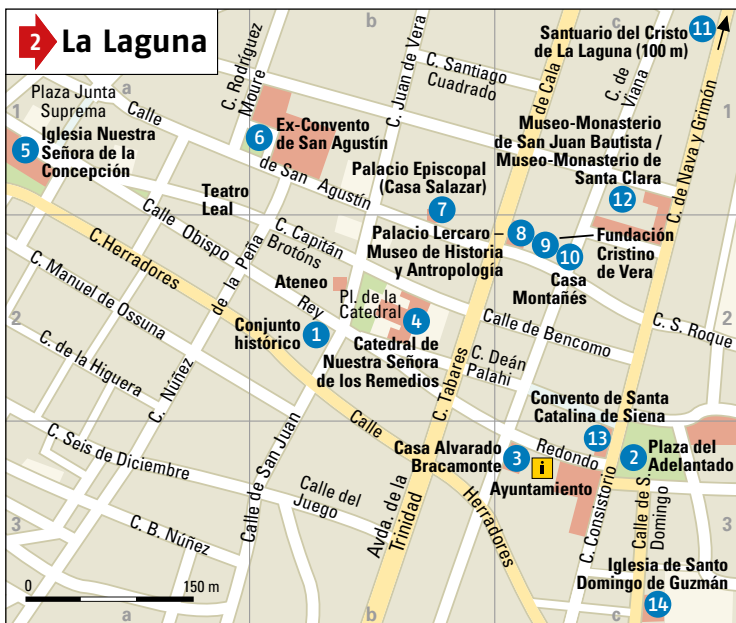 2 La Laguna
b
11
Santuario del Cristo
de La Laguna (100 m)
c
C. Rodríguez
Moure
C. Juan de Vera
C. Santiago
Cuadrado
C. Tabares
de Cala
C. de
Viana
C. de Nava y Grimón
Plaza Junta
Suprema
a
1
1
5
Iglesia Nuestra
Señora de la
Concepción
Calle
de San Agustín
6
Ex-Convento
de San Agustín
Museo-Monasterio
de San Juan Bautista /
Museo-Monasterio de
Santa Clara
12
Palacio Episcopal
(Casa Salazar)
7
Teatro
Leal
Palacio Lercaro –
Museo de Historia
y Antropología
8
9
10
Fundación
Cristino
de Vera
Casa
Montañés
C. Capitán
Brotóns
Calle Obispo
Rey
Redondo
C.Herradores
C. Manuel de Ossuna
C. Núñez
de la Peña
Ateneo
Pl. de la
Catedral
4
Catedral de
Nuestra Señora
de los Remedios
2
2
Conjunto
histórico
1
Calle de Bencomo
C. S. Roque
C. Deán
Palahi
C. de la Higuera
Convento de Santa
Catalina de Siena
13
Calle
Herradores
C. Seis de Diciembre
Calle de San Juan
Casa Alvarado
Bracamonte
3
i
Ayuntamiento
2
Plaza del
Adelantado
Calle del
Juego
Avda. de la
Trinidad
C. Consistorio
Calle de S.
Domingo
3
3
C. B. Núñez
Iglesia de Santo
Domingo de Guzmán
14
0
150 m
a
b
c